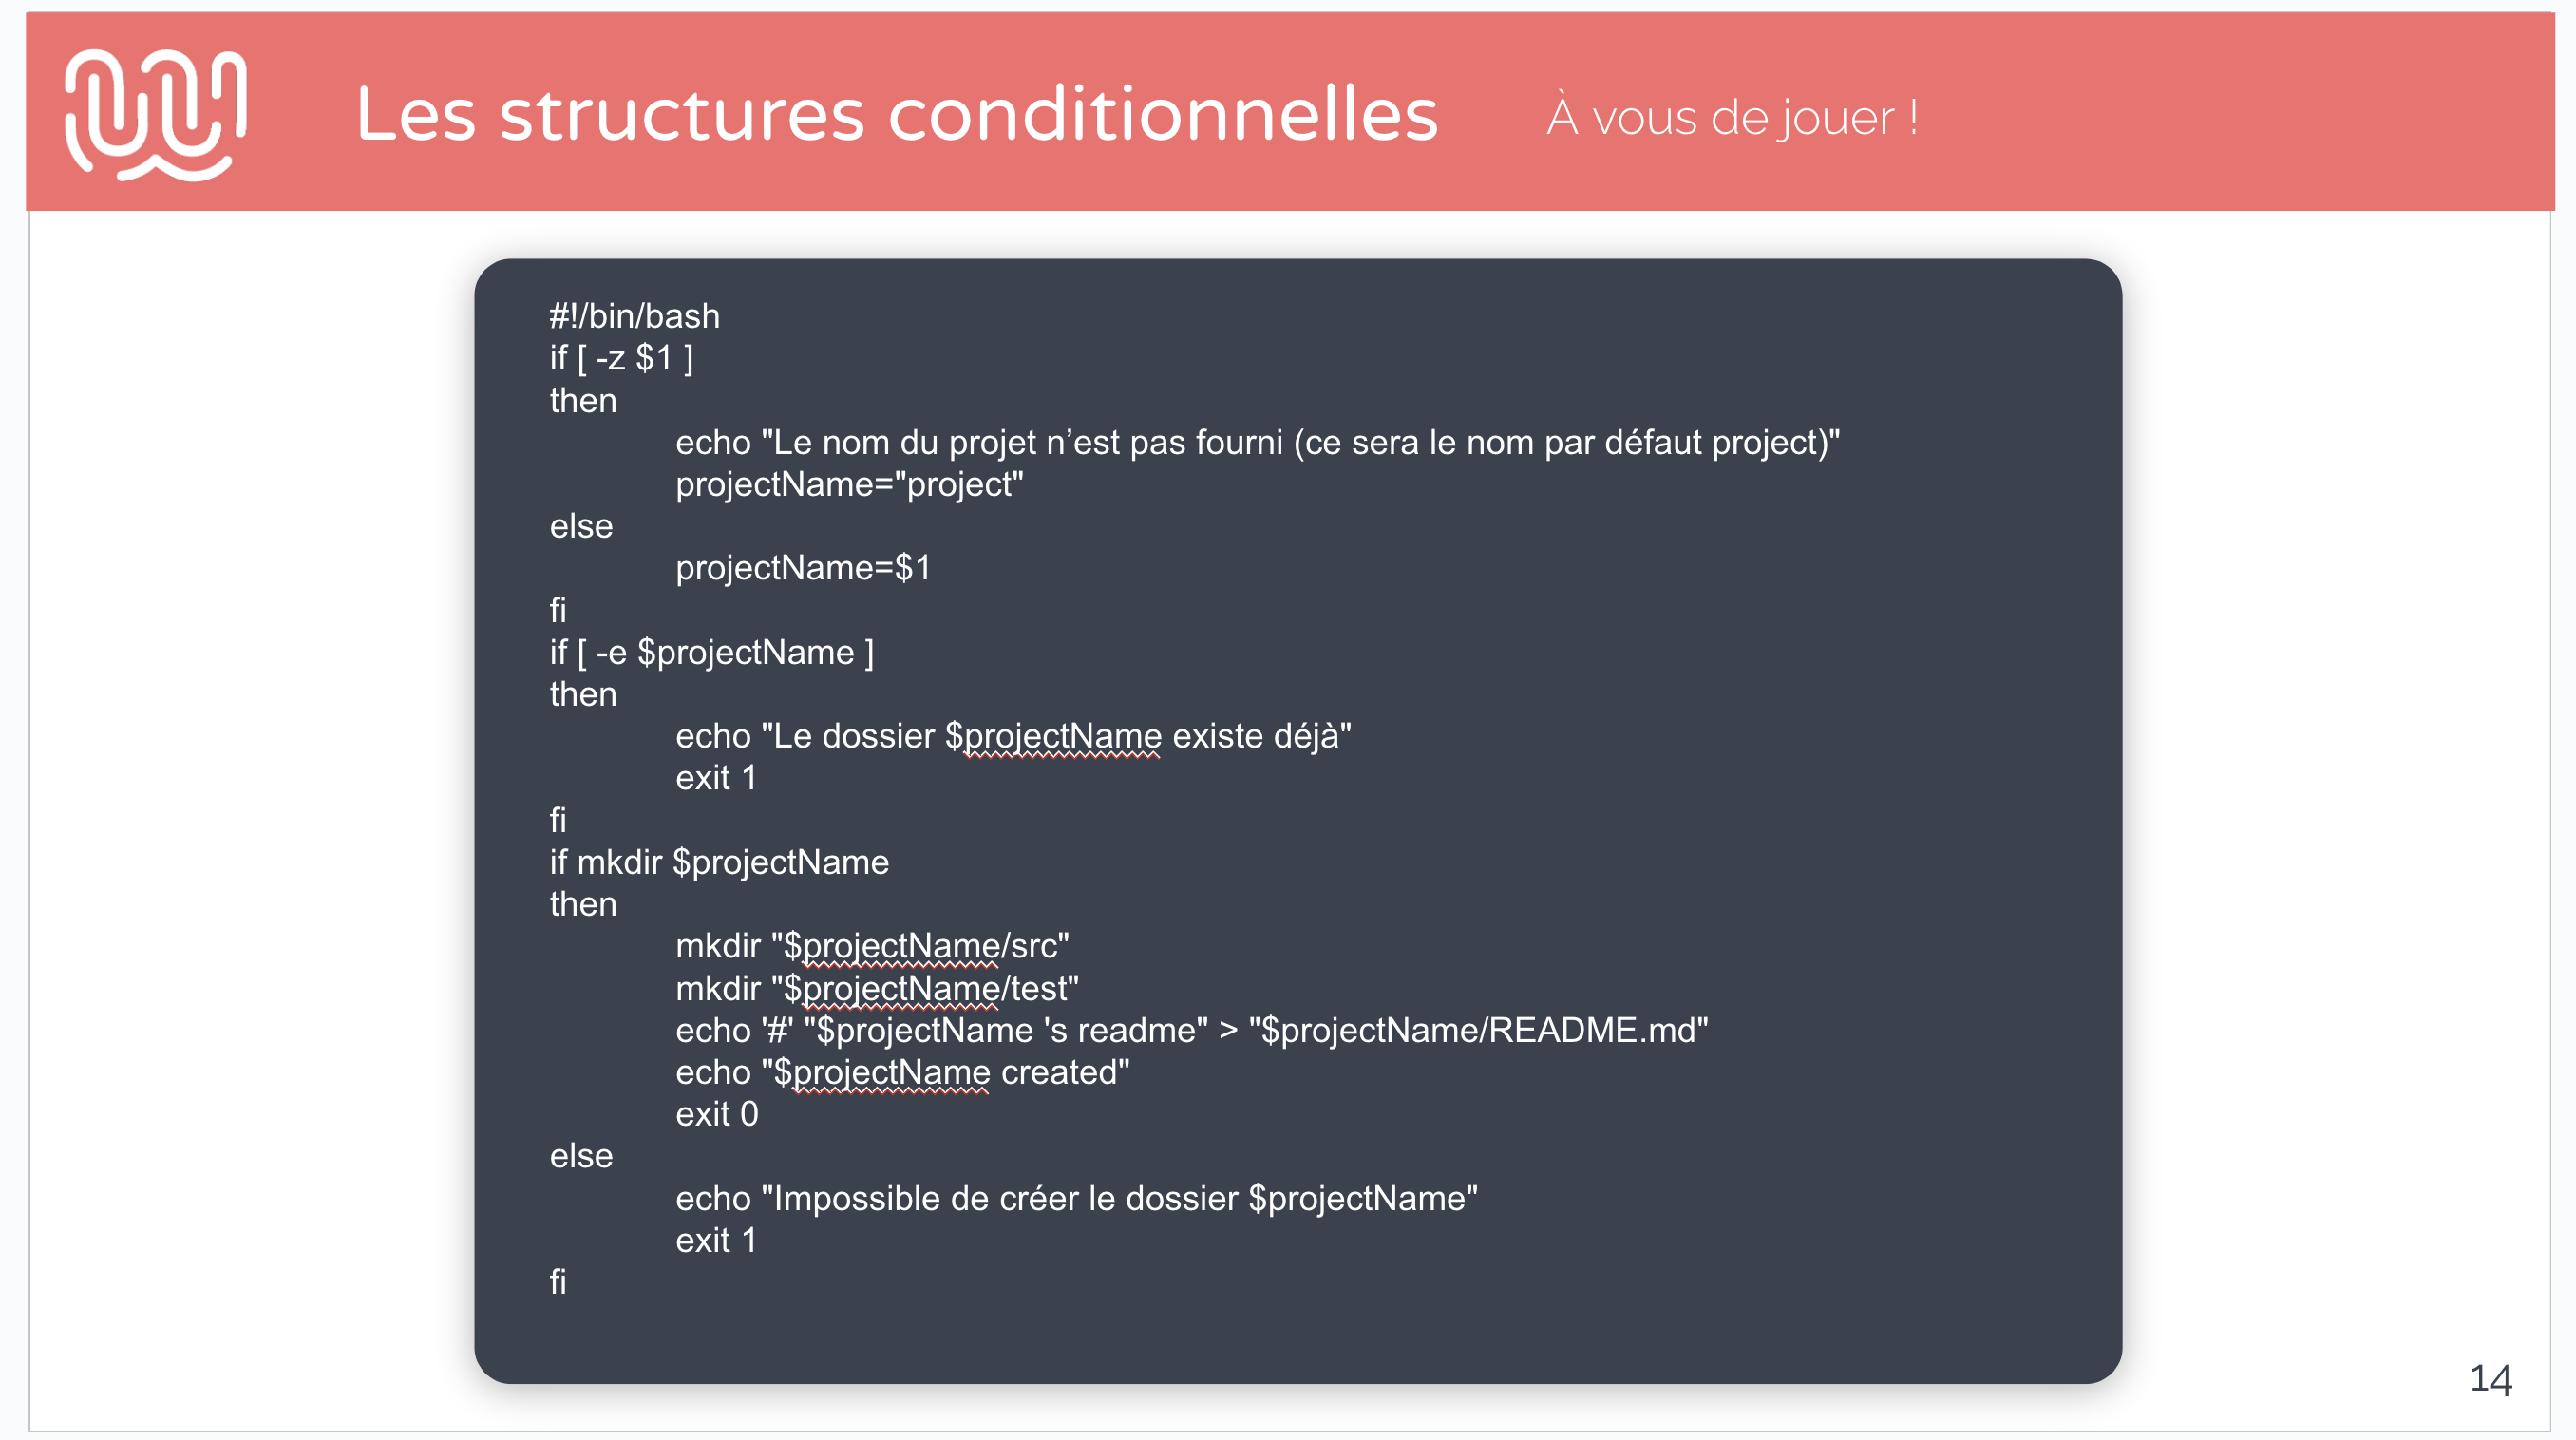 Les structures conditionnelles
À vous de jouer !
#!/bin/bash
if [ -z $1 ]
then
echo "Le nom du projet n’est pas fourni (ce sera le nom par défaut project)"
projectName="project"
else
projectName=$1
fi
if [ -e $projectName ]
then
echo "Le dossier $projectName existe déjà"
exit 1
fi
if mkdir $projectName
then
mkdir "$projectName/src"
mkdir "$projectName/test"
echo '#' "$projectName 's readme" > "$projectName/README.md"
echo "$projectName created"
exit 0
else
echo "Impossible de créer le dossier $projectName"
exit 1
fi
14